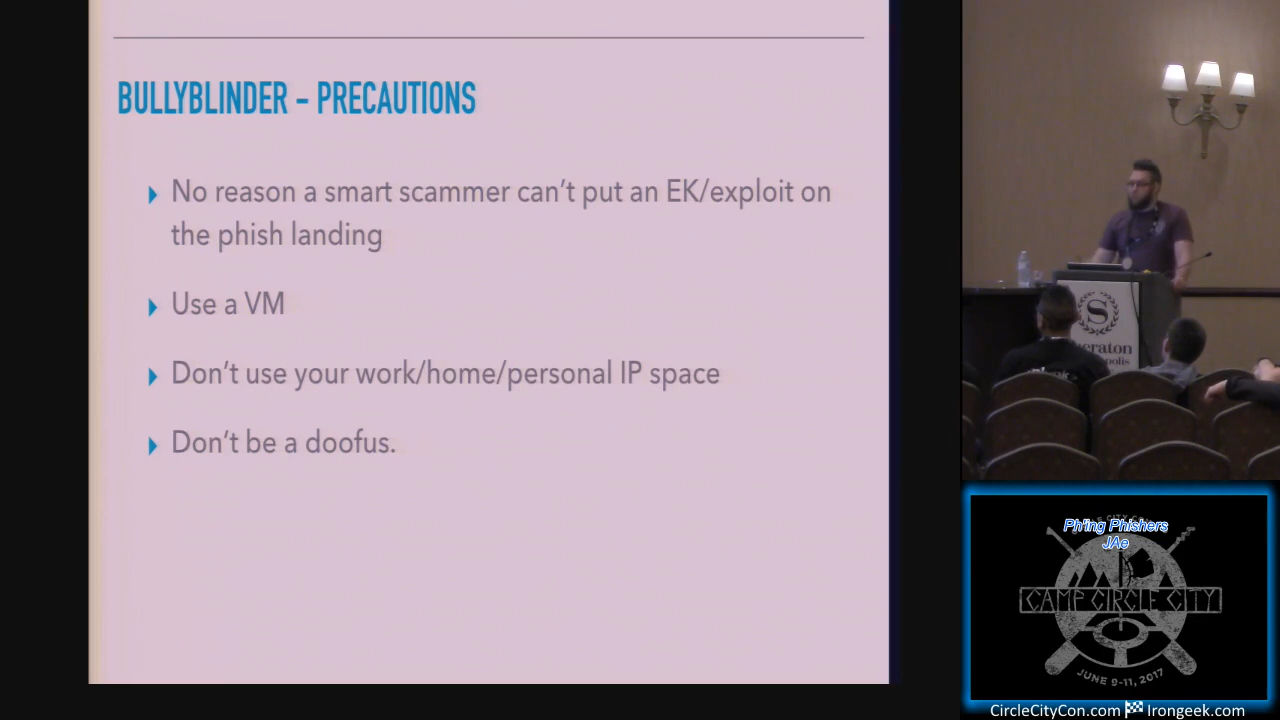 BULLYBLINDER - PRECAUTIONS
No reason a smart scammer can't put an EK/exploit on
the phish landing
Use a VM
Don't use your work/home/personal IP space
Don't be a doofus.
S
Ph'ing Phishers
JAe
CAMP CIRCLE CITY
JUNE 9-11, 2017
CircleCityCon.com Irongeek.com